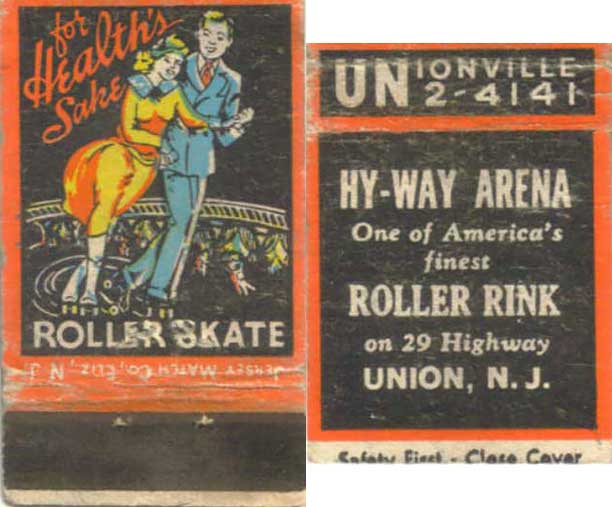 for
Health's
Sake
ROLLER SKATE
JERSEY MATCH CO., ELIZ., N.J.
UNIONVILLE
2-4141
HY-WAY ARENA
One of America's
finest
ROLLER RINK
on 29 Highway
UNION, N. J.
Safety First - Close Cover